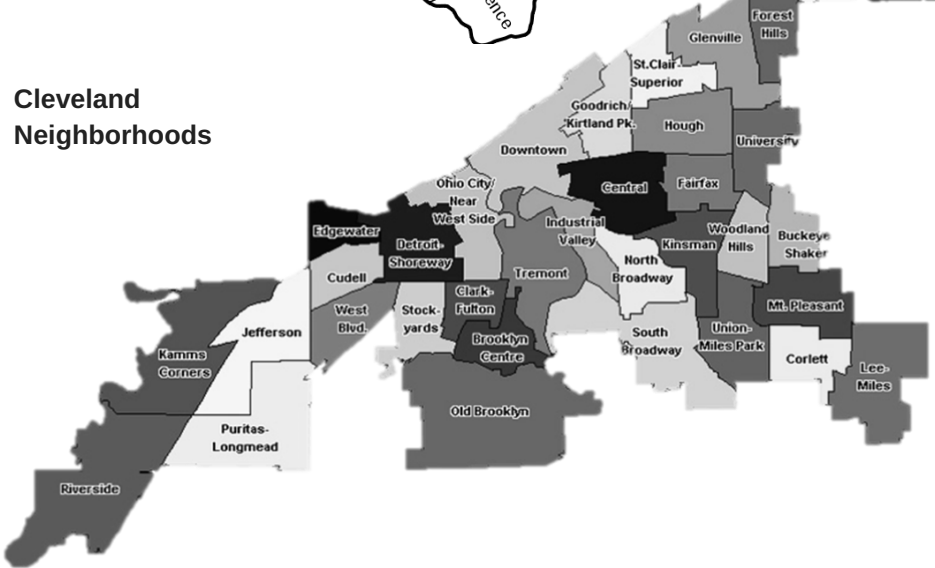 ence
Cleveland
Neighborhoods
Forest
Hills
Glenville
St.Clair-
Superior
Goodrich/
Kirtland Pk.
Hough
University
Downtown
Central
Fairfax
Ohio City/
Near
West Side
Industrial
Valley
Woodland
Hills
Buckeye
Shaker
Edgewater
Detroit-
Shoreway
Kinsman
North
Broadway
Tremont
Cudell
Clark-
Fulton
Mt. Pleasant
West
Blvd.
Stock-
yards
Jefferson
Brooklyn
Centre
South
Broadway
Union-
Miles Park
Corlett
Kamms
Corners
Lee-
Miles
Old Brooklyn
Puritas-
Longmead
Riverside